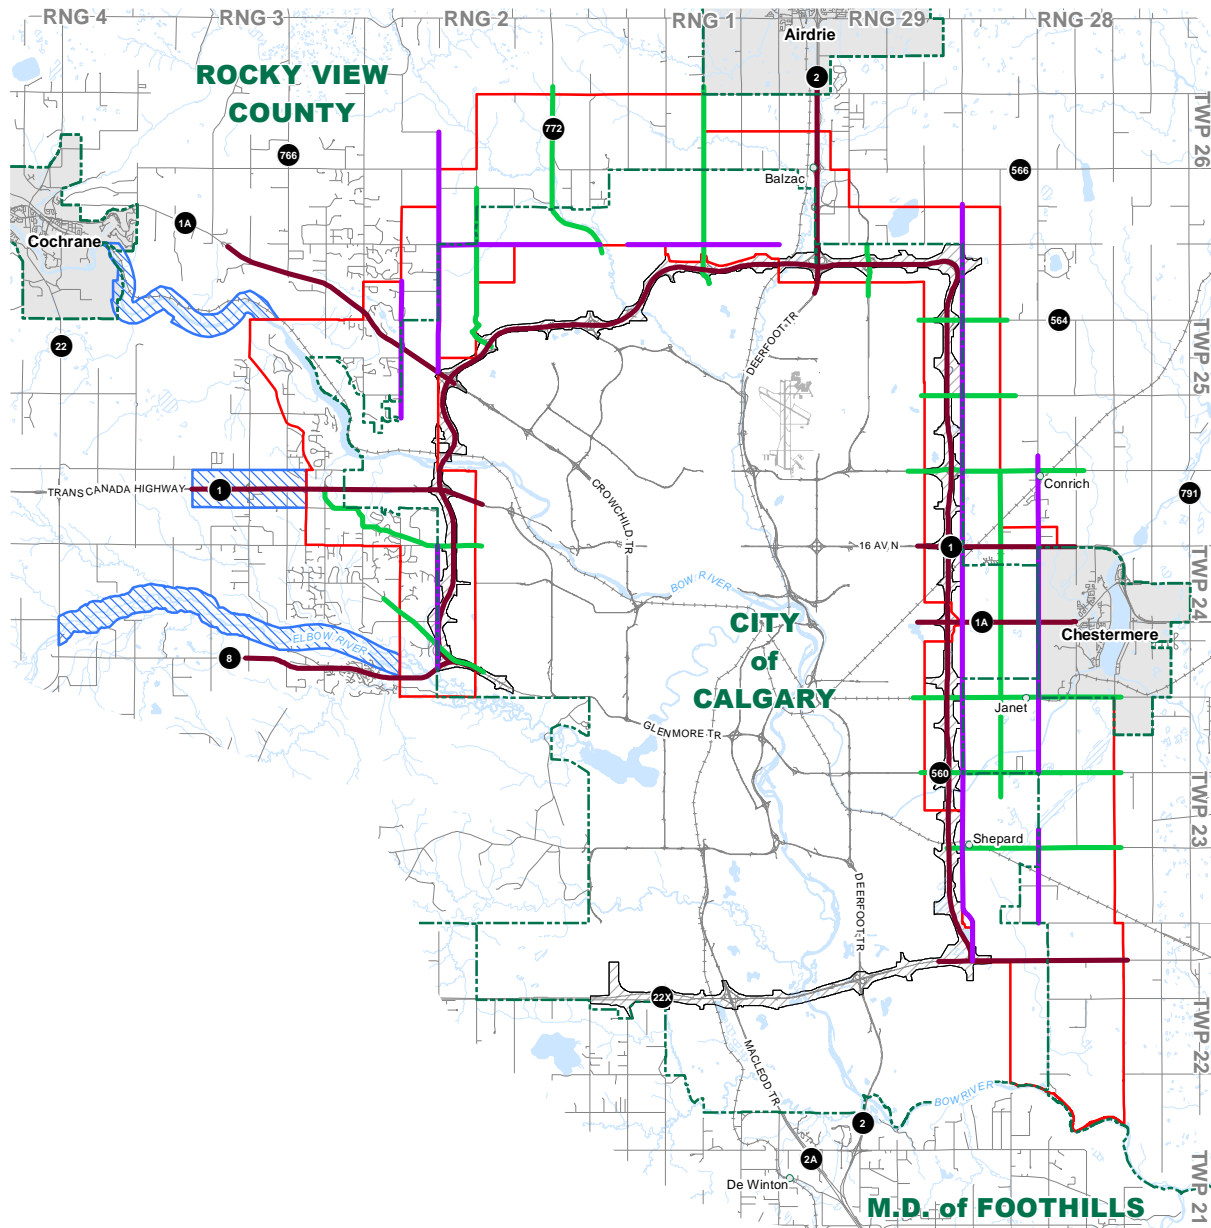 RNG 4
RNG 3
RNG 2
RNG 1
RNG 29
RNG 28
Airdrie
2
ROCKY VIEW
COUNTY
772
766
TWP 26
566
Balzac
1A
Cochrane
22
564
DEERFOOT TR
TWP 25
TRANS CANADA HIGHWAY
1
CROWCHILD TR
Conrich
791
16 AV N
1
BOW RIVER
TWP 24
CITY
of
CALGARY
1A
Chestermere
ELBOW RIVER
8
Janet
GLENMORE TR
560
TWP 23
Shepard
DEERFOOT TR
22X
TWP 22
MACLEOD TR
BOW RIVER
2
2A
De Winton
TWP 21
M.D. of FOOTHILLS